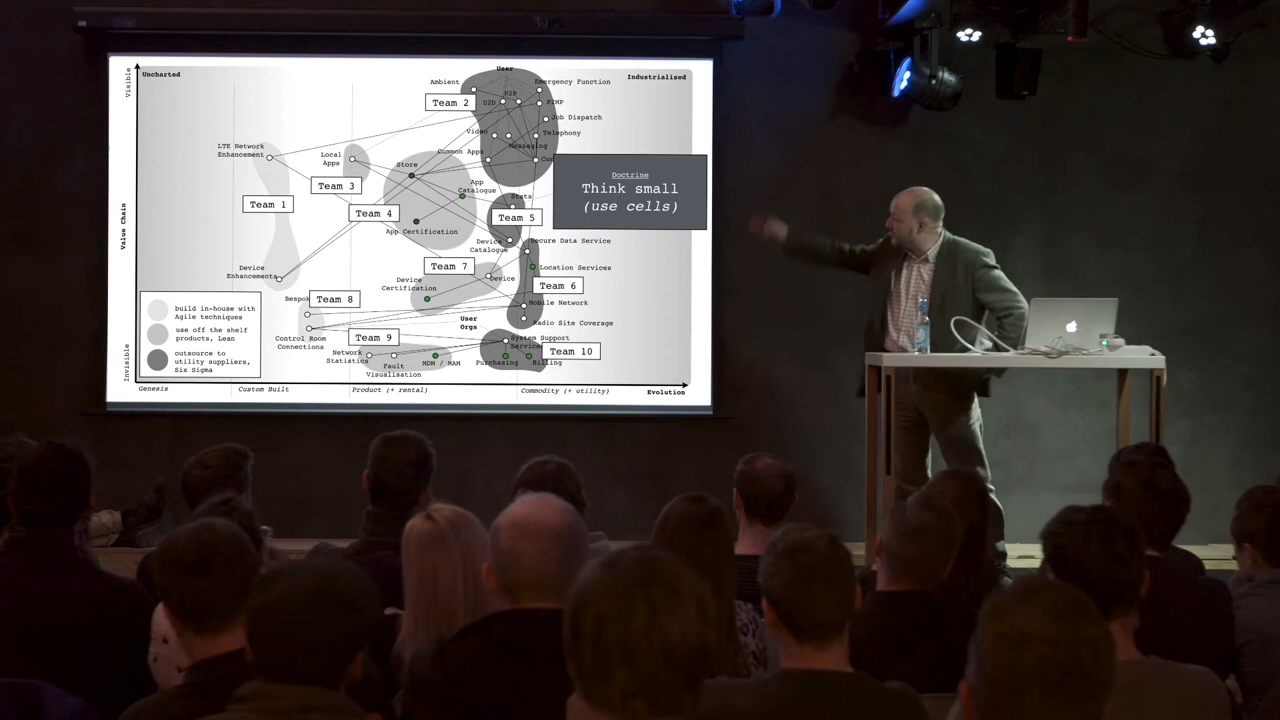 Visible
Uncharted
User
Industrialised
Ambient
Emergency Function
P2P
Team 2
D2D
P2MP
Job Dispatch
Video
Telephony
Messaging
LTE Network
Enhancement
Local
Apps
Common Apps
Store
Doctrine
Think small
(use cells)
Team 3
App
Catalogue
Stats
Team 1
Team 4
Team 5
Value Chain
App Certification
Device
Catalogue
Secure Data Service
Team 7
Location Services
Device
Enhancements
Device
Device
Certification
Team 6
Team 8
Mobile Network
build in-house with
Agile techniques
User
Orgs
Radio Site Coverage
use off the shelf
products, Lean
Control Room
Connections
Team 9
System Support
Services
outsource to
utility suppliers,
Six Sigma
Network
Statistics
Team 10
Fault
Visualisation
MDM / MAM
Purchasing
Billing
Invisible
Genesis
Custom Built
Product (+ rental)
Commodity (+ utility)
Evolution